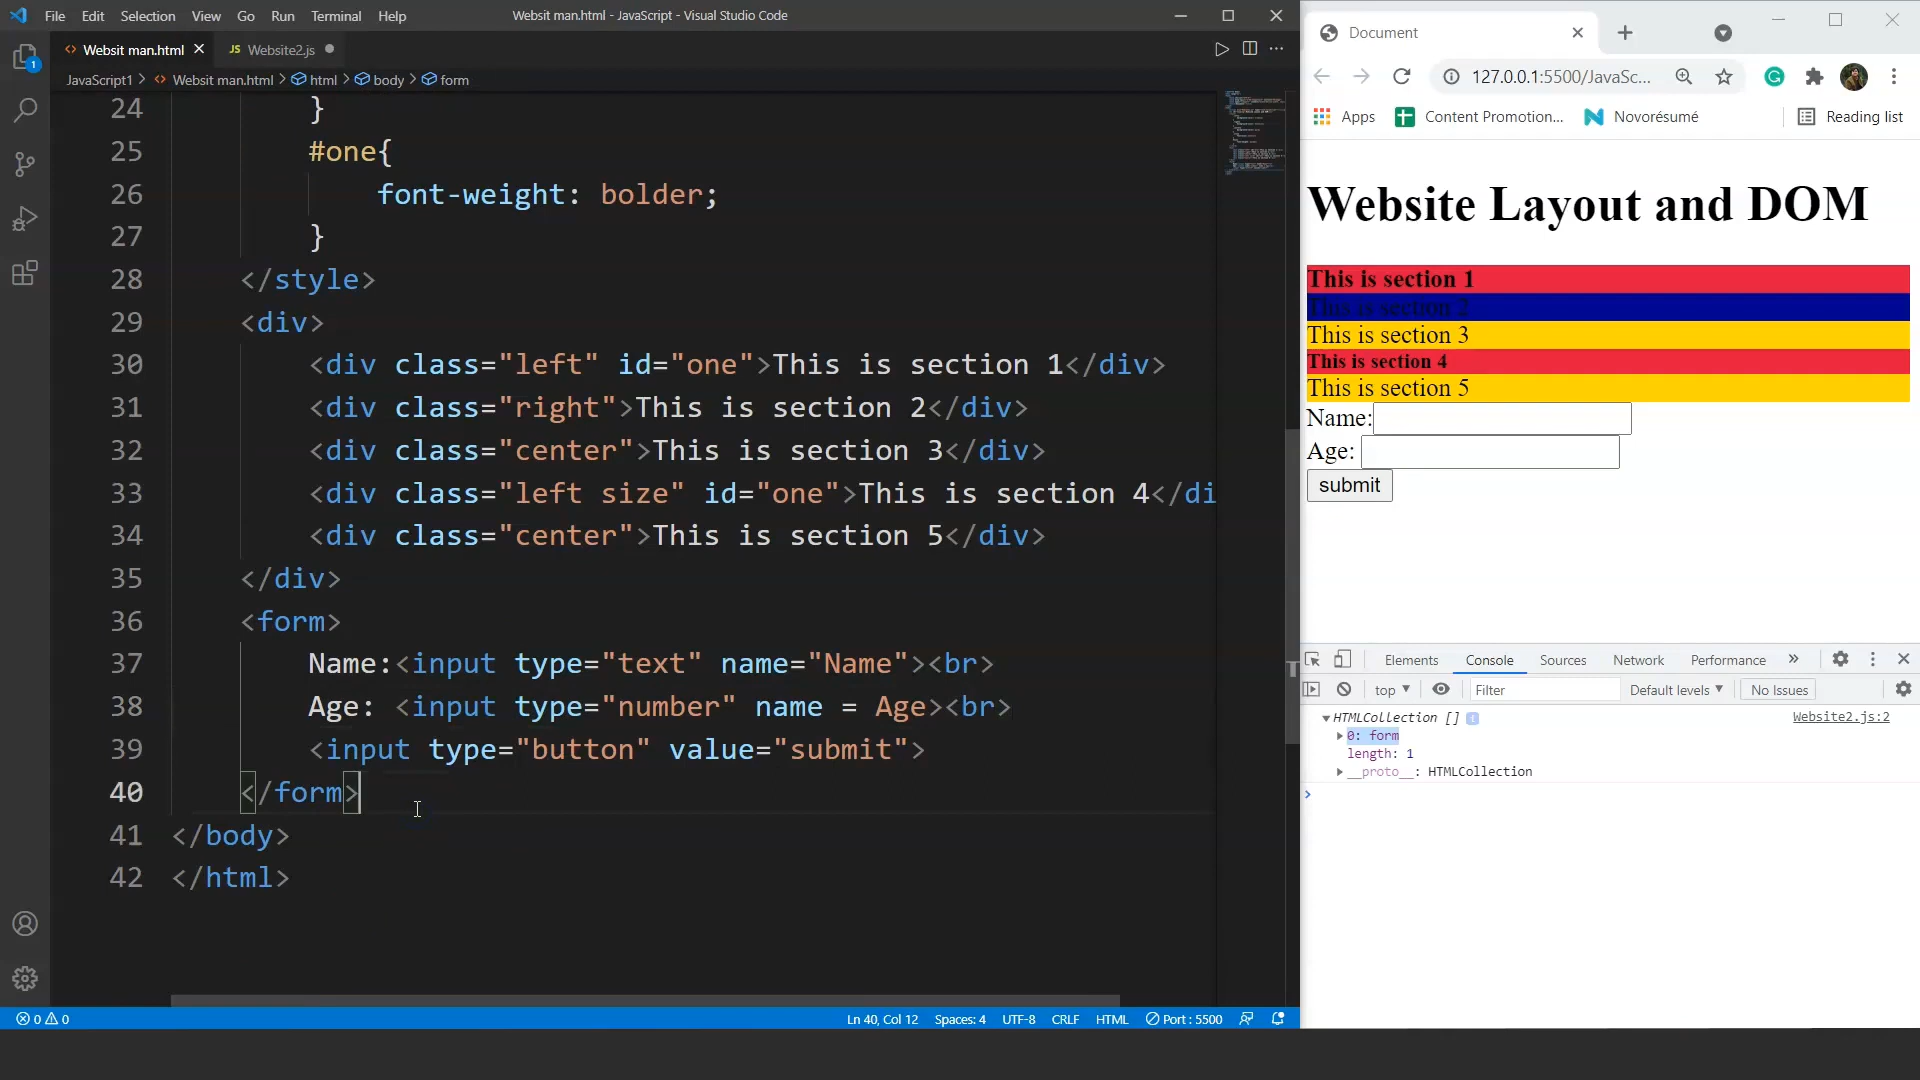 File Edit Selection View Go Run Terminal Help
Websit man.html - JavaScript - Visual Studio Code
Websit man.html
JS Website2.js
JavaScript1 > Websit man.html > html > body > form
24 }
25 #one{
26 font-weight: bolder;
27 }
28 </style>
29 <div>
30 <div class="left" id="one">This is section 1</div>
31 <div class="right">This is section 2</div>
32 <div class="center">This is section 3</div>
33 <div class="left size" id="one">This is section 4</di
34 <div class="center">This is section 5</div>
35 </div>
36 <form>
37 Name:<input type="text" name="Name"><br>
38 Age: <input type="number" name = Age><br>
39 <input type="button" value="submit">
40 </form>
41 </body>
42 </html>
1
0 0
Ln 40, Col 12 Spaces: 4 UTF-8 CRLF HTML Port : 5500
Document
127.0.0.1:5500/JavaSc...
Apps Content Promotion... Novorésumé Reading list
Website Layout and DOM
This is section 1
This is section 2
This is section 3
This is section 4
This is section 5
Name:
Age:
submit
Elements Console Sources Network Performance »
top Filter Default levels No Issues
HTMLCollection [] i Website2.js:2
0: form
length: 1
__proto__: HTMLCollection